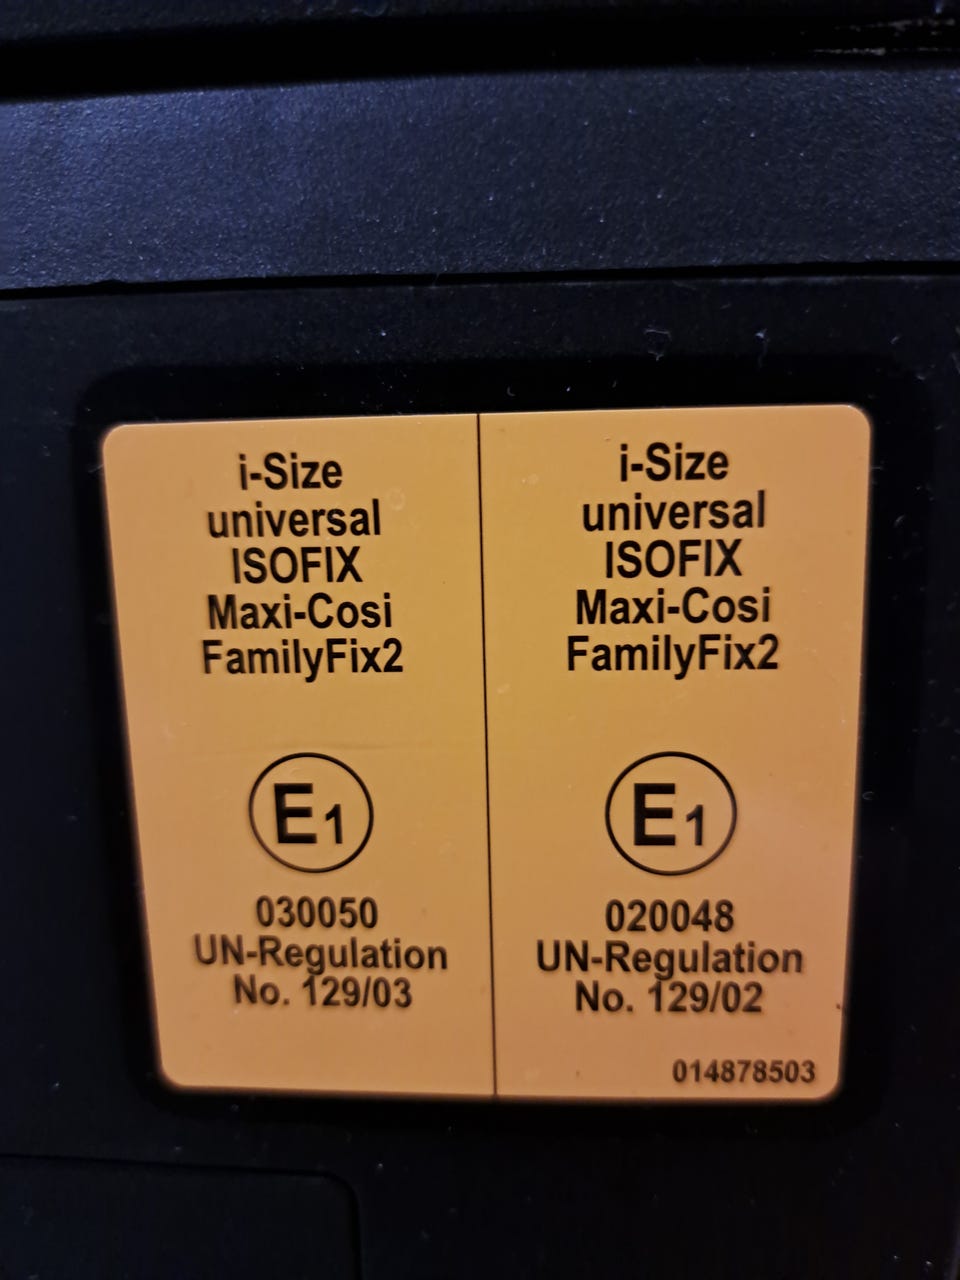 i-Size
universal
ISOFIX
Maxi-Cosi
FamilyFix2
E1
030050
UN-Regulation
No. 129/03
i-Size
universal
ISOFIX
Maxi-Cosi
FamilyFix2
E1
020048
UN-Regulation
No. 129/02
014878503